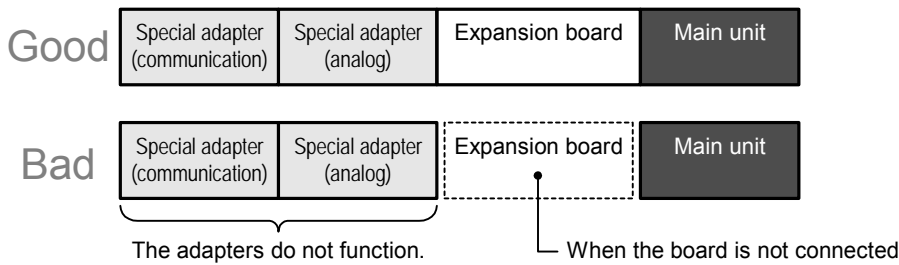 Good
Special adapter
(communication)
Special adapter
(analog)
Expansion board
Main unit
Bad
Special adapter
(communication)
Special adapter
(analog)
Expansion board
Main unit
The adapters do not function.
When the board is not connected